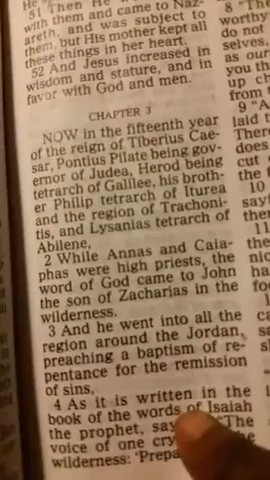 He
51 Then He
with them and came to Naz-
areth, and was subject to
them, but His mother kept all
these things in her heart.
52 And Jesus increased in
wisdom and stature, and in
favor with God and men.
CHAPTER 3
NOW in the fifteenth year
of the reign of Tiberius Cae-
sar, Pontius Pilate being gov-
ernor of Judea, Herod being
tetrarch of Galilee, his broth-
er Philip tetrarch of Iturea
and the region of Trachoni-
tis, and Lysanias tetrarch of
Abilene,
2 While Annas and Caia-
phas were high priests, the
word of God came to John
the son of Zacharias in the
wilderness.
3 And he went into all the
region around the Jordan,
preaching a baptism of re-
pentance for the remission
of sins,
4 As it is written in the
book of the words of Isaiah
the prophet, say "The
voice of one cry
wilderness: 'Prepa
8 "The
worthy
do not
selves,
as our
you th
up ch
from t
9 "A
laid t
Ther
does
cut
the f
10
say
11
the
nic
ha
fo